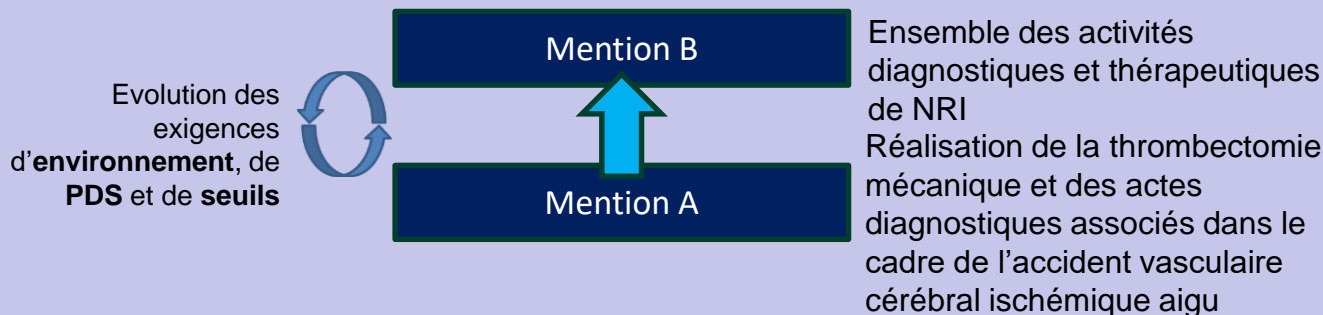 Evolution des
exigences
d'environnement, de
PDS et de seuils
Mention B
Mention A
Ensemble des activités
diagnostiques et thérapeutiques
de NRI
Réalisation de la thrombectomie
mécanique et des actes
diagnostiques associés dans le
cadre de l'accident vasculaire
cérébral ischémique aigu